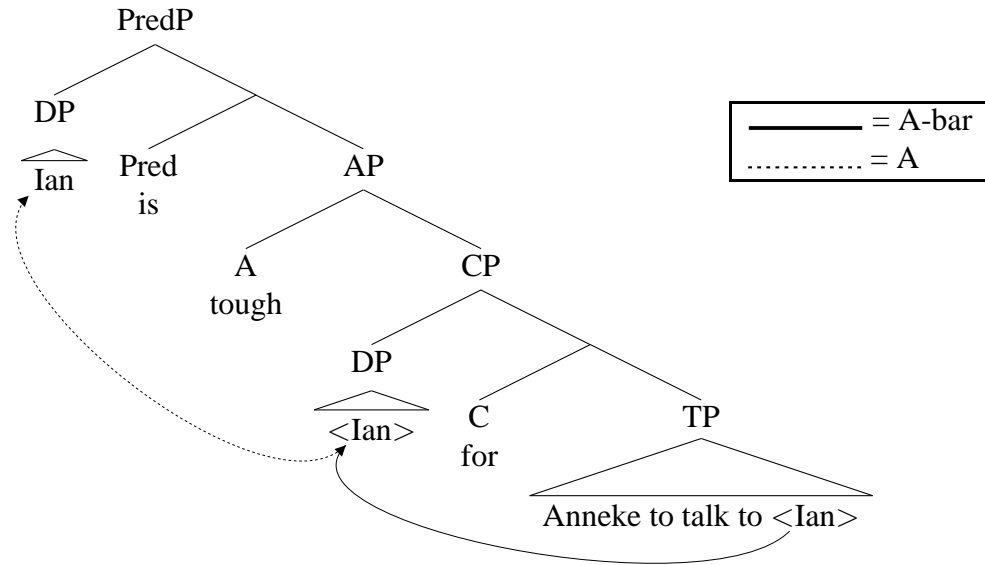 PredP
DP
= A-bar
Ian
Pred
AP
= A
is
A
CP
tough
DP
C
TP
<Ian>
for
Anneke to talk to <Ian>